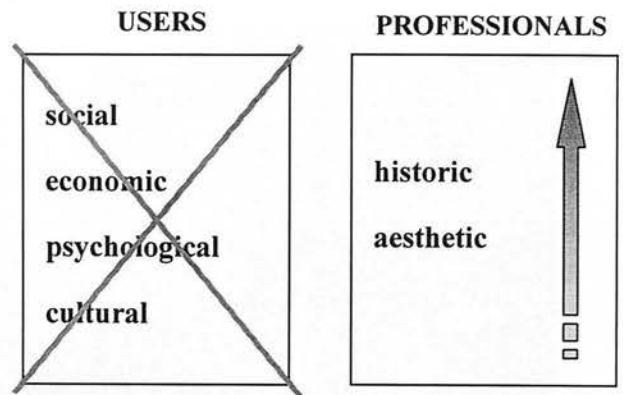 USERS
social
economic
psychological
cultural
PROFESSIONALS
historic
aesthetic